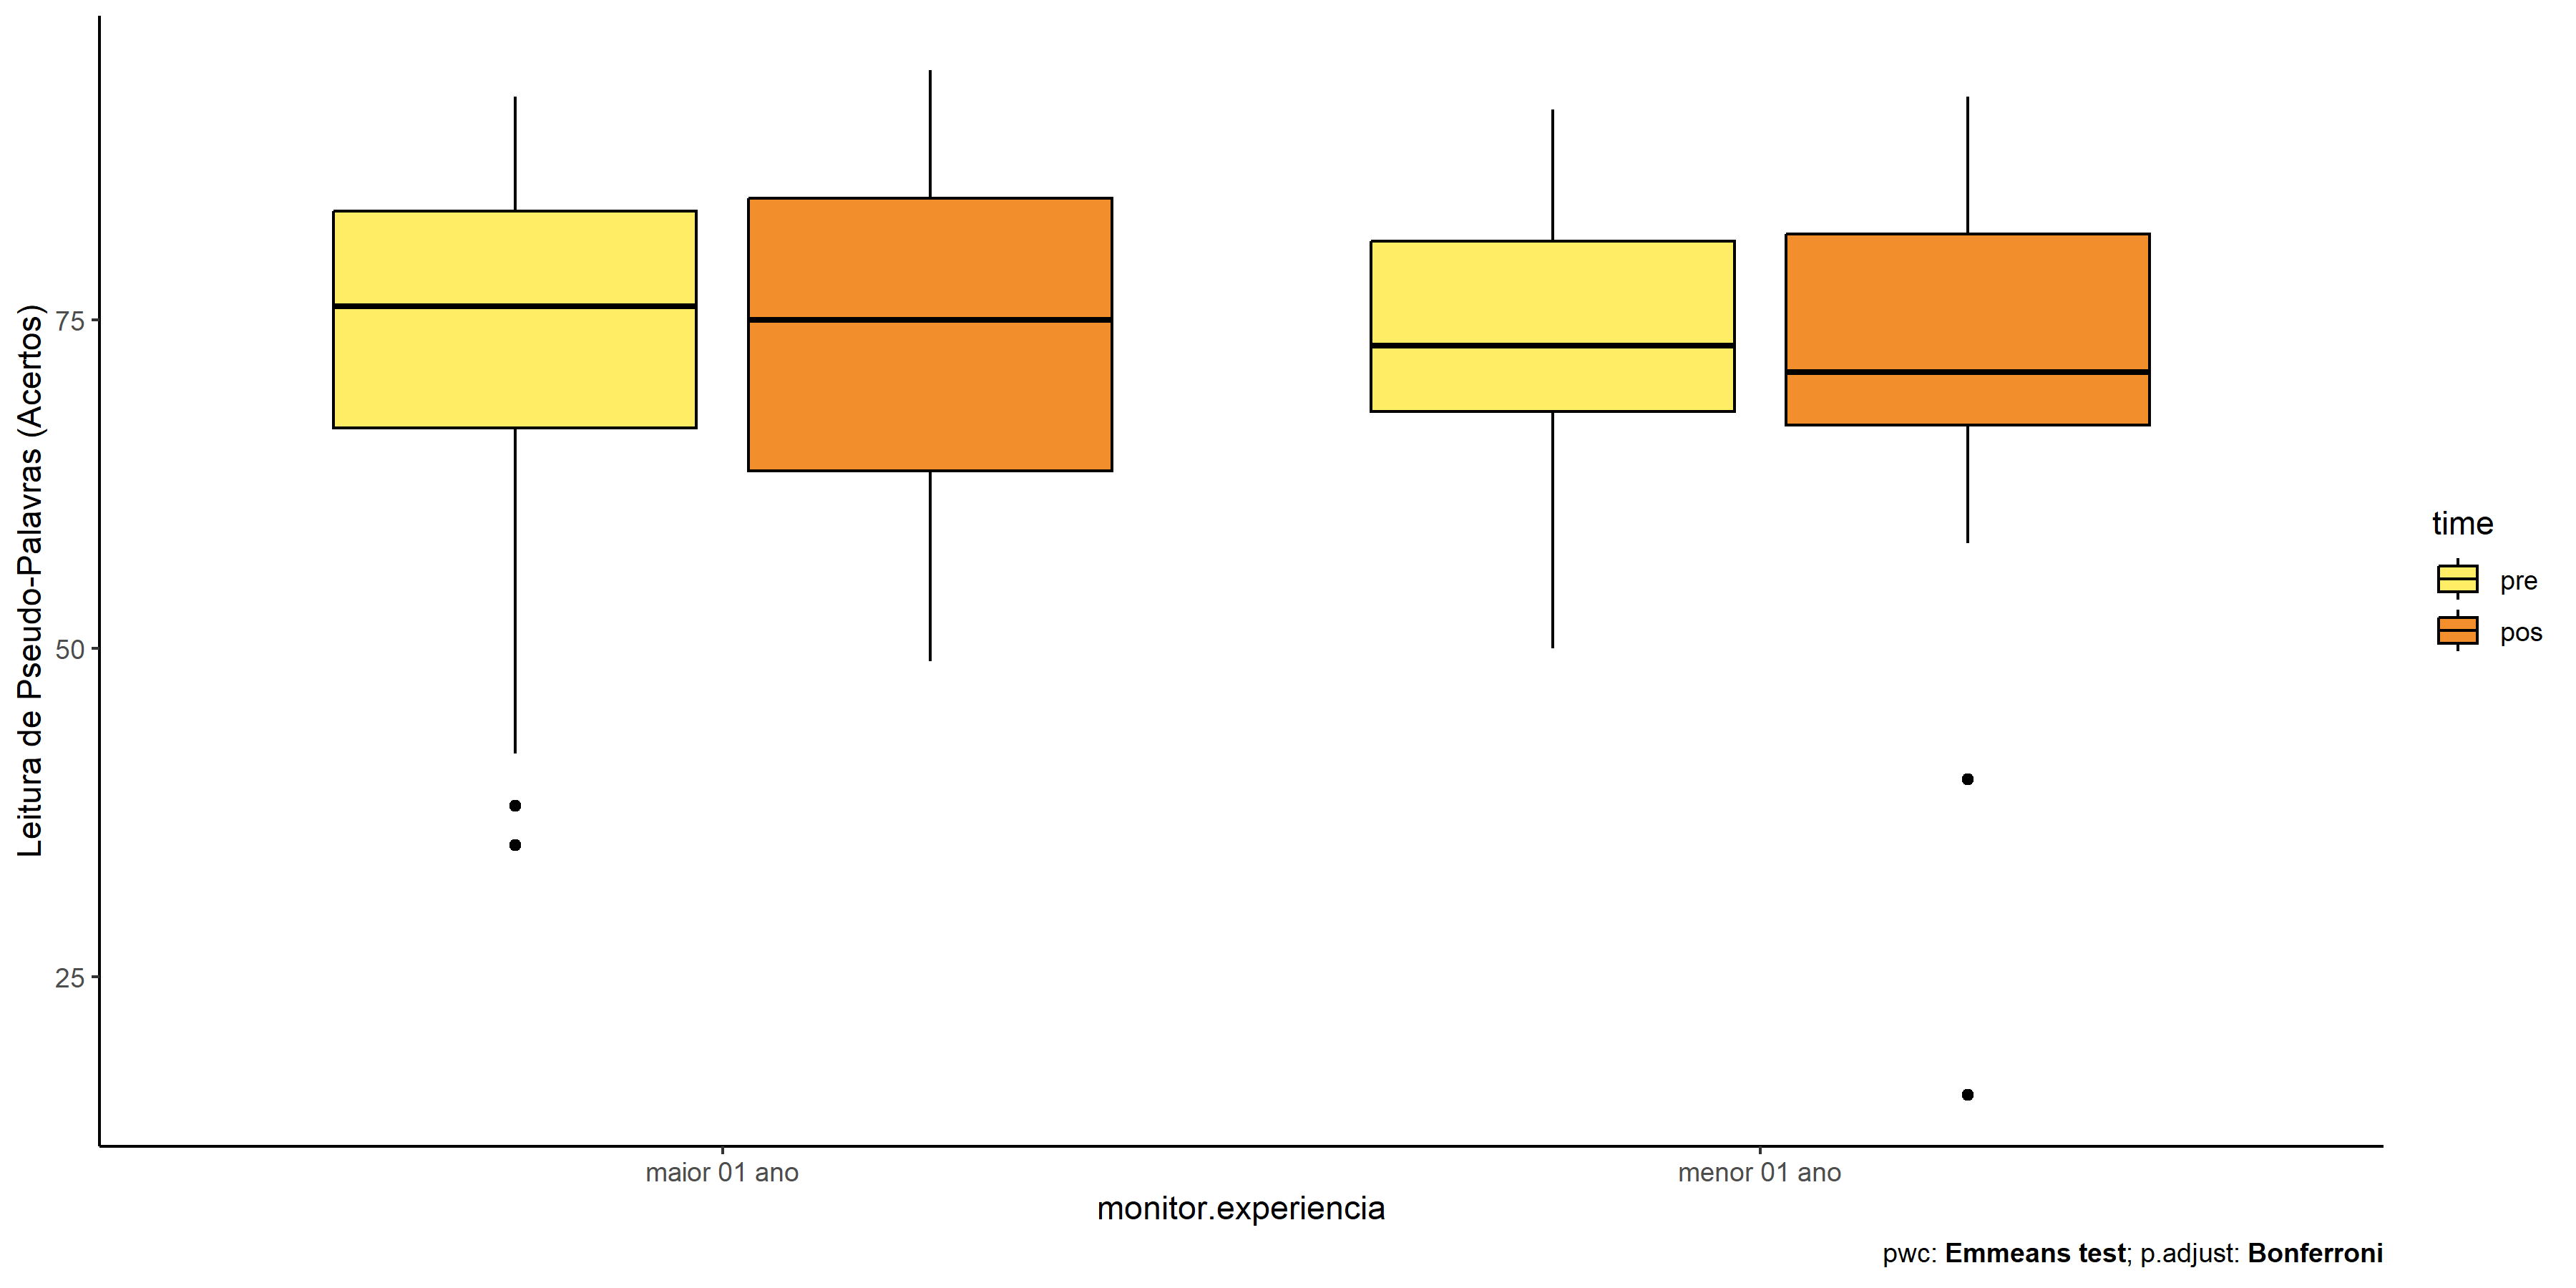 Leitura de Pseudo-Palavras (Acertos)
75
50
25
maior 01 ano
menor 01 ano
monitor.experiencia
time
pre
pos
pwc: Emmeans test; p.adjust: Bonferroni